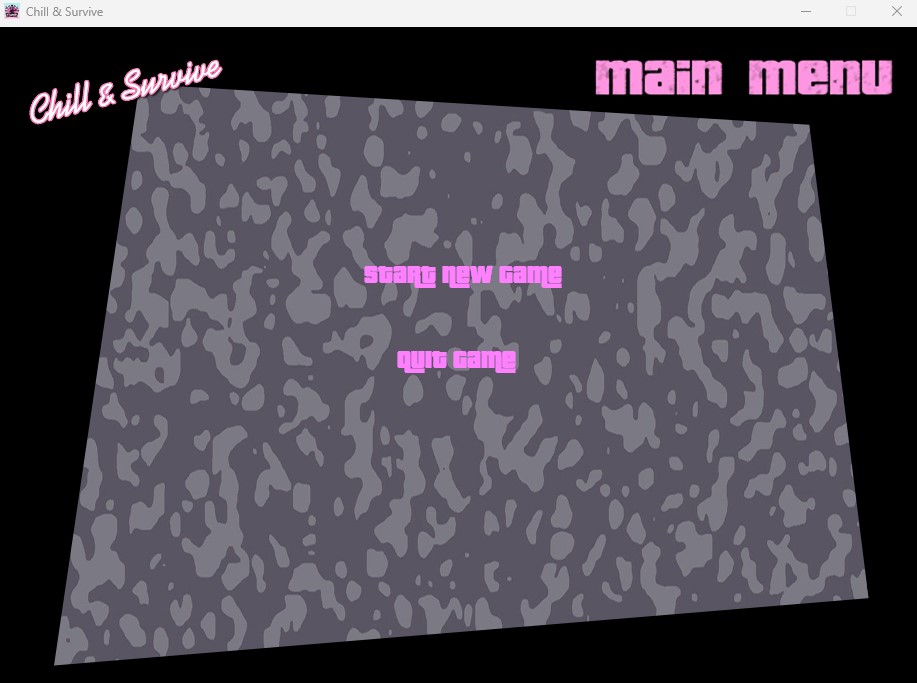 Chill & Survive
Chill & Survive
main menu
start new game
quit game